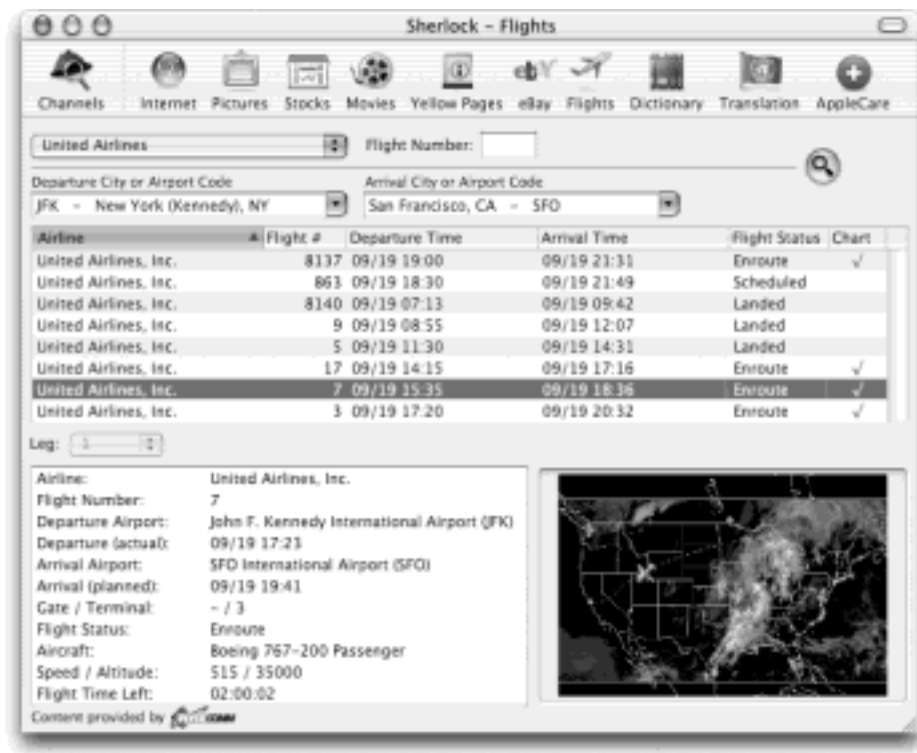 Sherlock – Flights
Channels Internet Pictures Stocks Movies Yellow Pages eBay Flights Dictionary Translation AppleCare
United Airlines Flight Number:
Departure City or Airport Code Arrival City or Airport Code
JFK – New York (Kennedy), NY San Francisco, CA – SFO
Airline Flight # Departure Time Arrival Time Flight Status Chart
United Airlines, Inc. 8137 09/19 19:00 09/19 21:31 Enroute √
United Airlines, Inc. 863 09/19 18:30 09/19 21:49 Scheduled
United Airlines, Inc. 8140 09/19 07:13 09/19 09:42 Landed
United Airlines, Inc. 9 09/19 08:55 09/19 12:07 Landed
United Airlines, Inc. 5 09/19 11:30 09/19 14:31 Landed
United Airlines, Inc. 17 09/19 14:15 09/19 17:16 Enroute √
United Airlines, Inc. 7 09/19 15:35 09/19 18:36 Enroute √
United Airlines, Inc. 3 09/19 17:20 09/19 20:32 Enroute √
Leg: 1
Airline: United Airlines, Inc.
Flight Number: 7
Departure Airport: John F. Kennedy International Airport (JFK)
Departure (actual): 09/19 17:23
Arrival Airport: SFO International Airport (SFO)
Arrival (planned): 09/19 19:41
Gate / Terminal: – / 3
Flight Status: Enroute
Aircraft: Boeing 767–200 Passenger
Speed / Altitude: 515 / 35000
Flight Time Left: 02:00:02
Content provided by